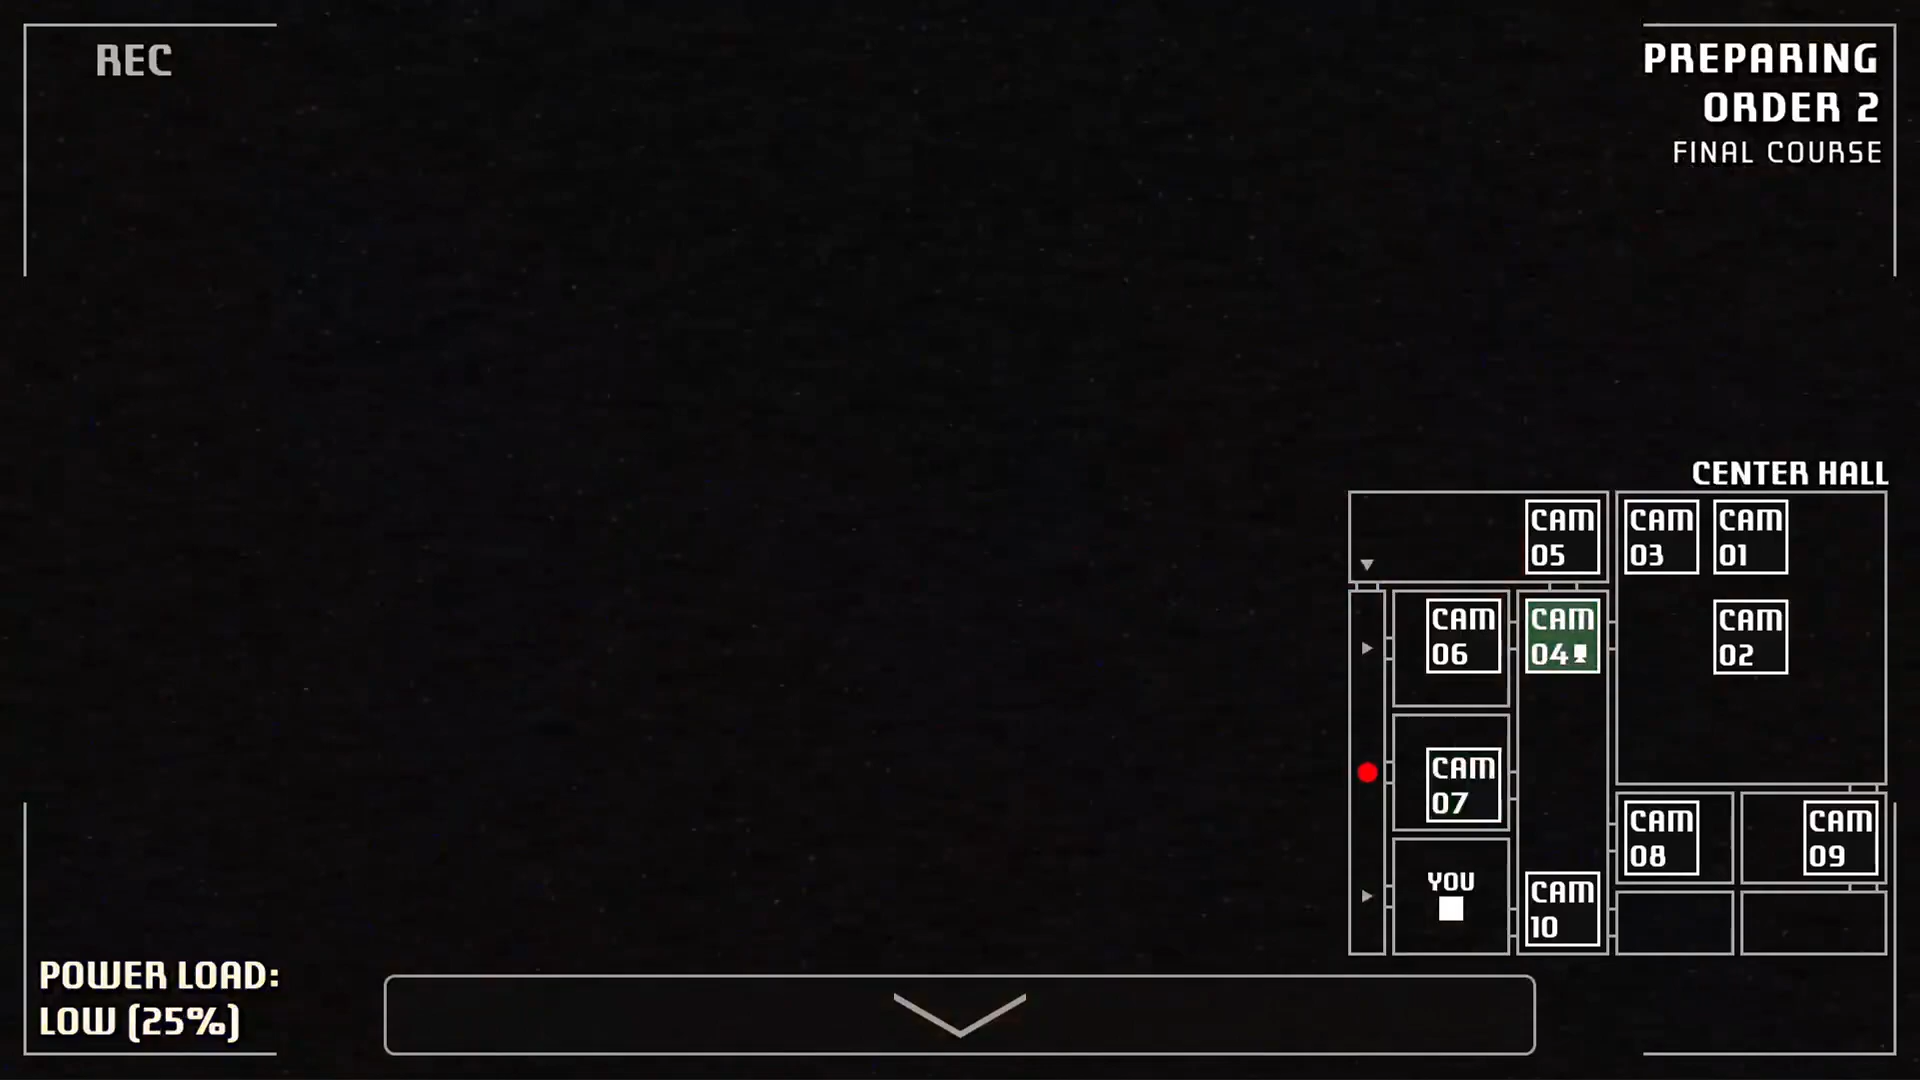 REC
PREPARING
ORDER 2
FINAL COURSE
CENTER HALL
CAM
05
CAM
03
CAM
01
CAM
06
CAM
04
CAM
02
CAM
07
CAM
08
CAM
09
YOU
CAM
10
POWER LOAD:
LOW (25%)